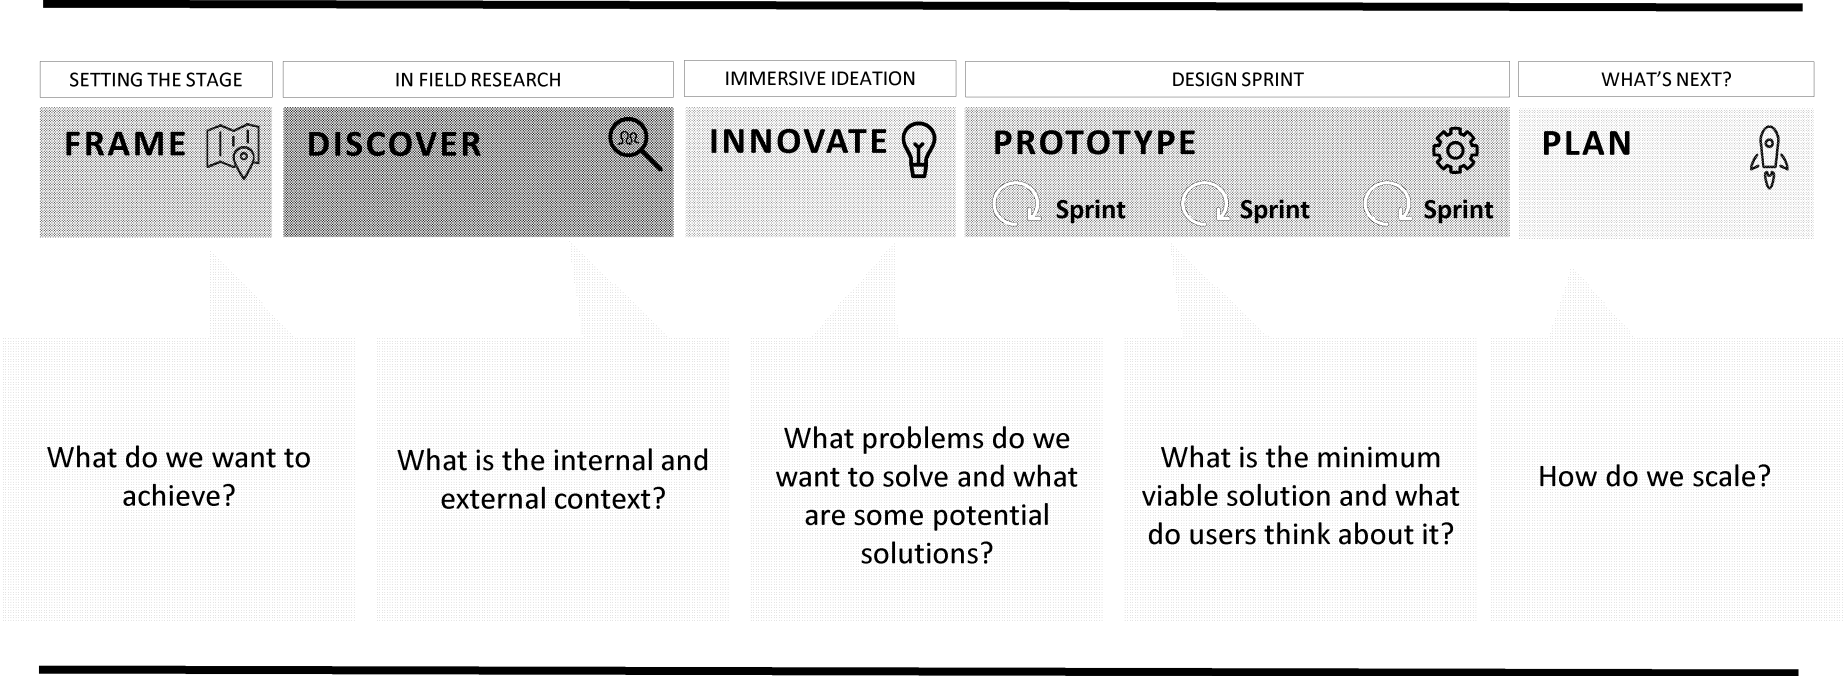 SETTING THE STAGE
IN FIELD RESEARCH
IMMERSIVE IDEATION
DESIGN SPRINT
WHAT'S NEXT?
FRAME
DISCOVER
INNOVATE
PROTOTYPE
PLAN
Sprint
Sprint
Sprint
What do we want to
achieve?
What is the internal and
external context?
What problems do we
want to solve and what
are some potential
solutions?
What is the minimum
viable solution and what
do users think about it?
How do we scale?